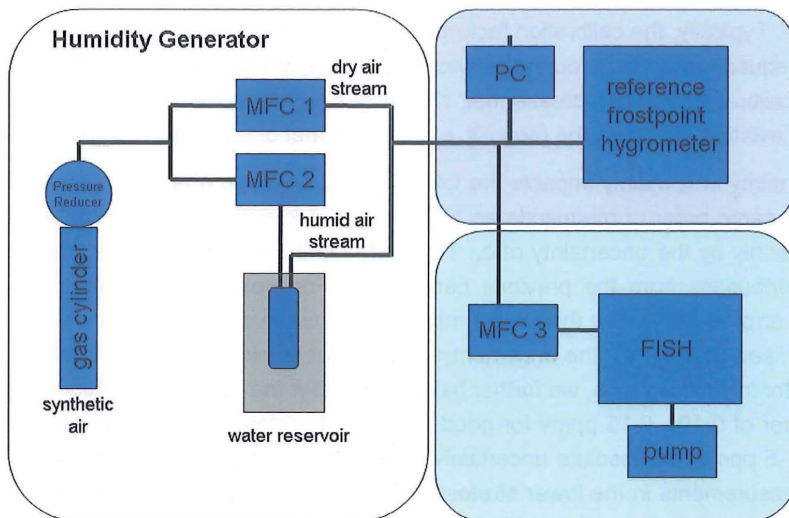 Humidity Generator
dry air
stream
MFC 1
MFC 2
Pressure
Reducer
humid air
stream
gas cylinder
synthetic
air
water reservoir
PC
reference
frostpoint
hygrometer
MFC 3
FISH
pump